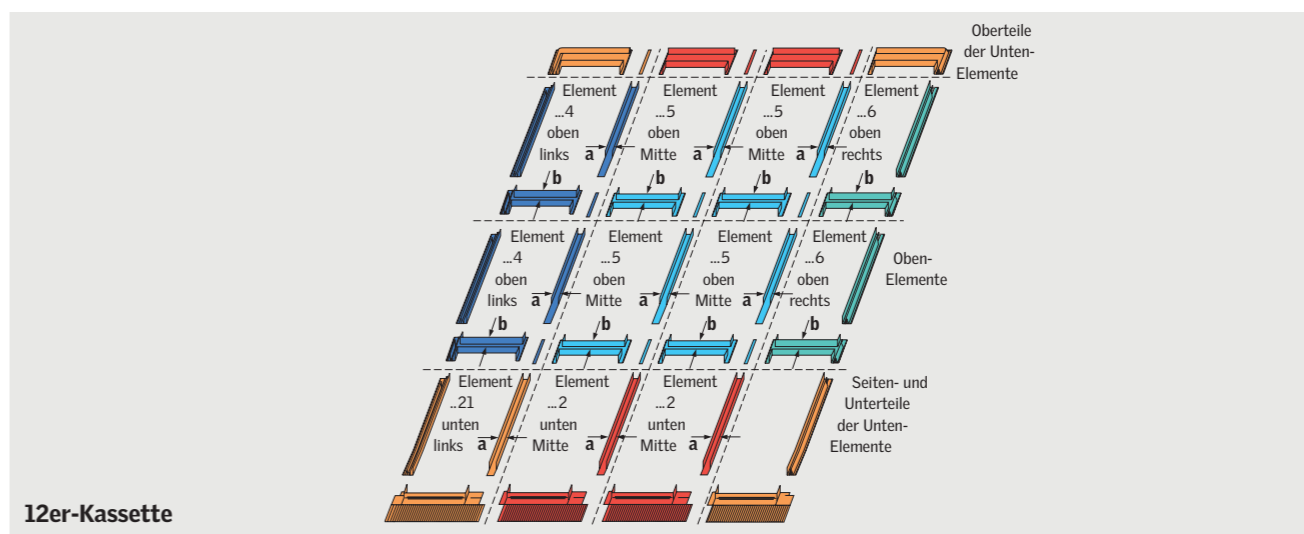 Oberteile
der Unten-
Elemente
Element
...4
oben
links
a
b
Element
...5
oben
Mitte
a
b
Element
...5
oben
Mitte
a
b
Element
...6
oben
rechts
b
Element
...4
oben
links
a
b
Element
...5
oben
Mitte
a
b
Element
...5
oben
Mitte
a
b
Element
...6
oben
rechts
b
Oben-
Elemente
Element
..21
unten
links
a
Element
...2
unten
Mitte
a
Element
...2
unten
Mitte
a
Seiten- und
Unterteile
der Unten-
Elemente
12er-Kassette